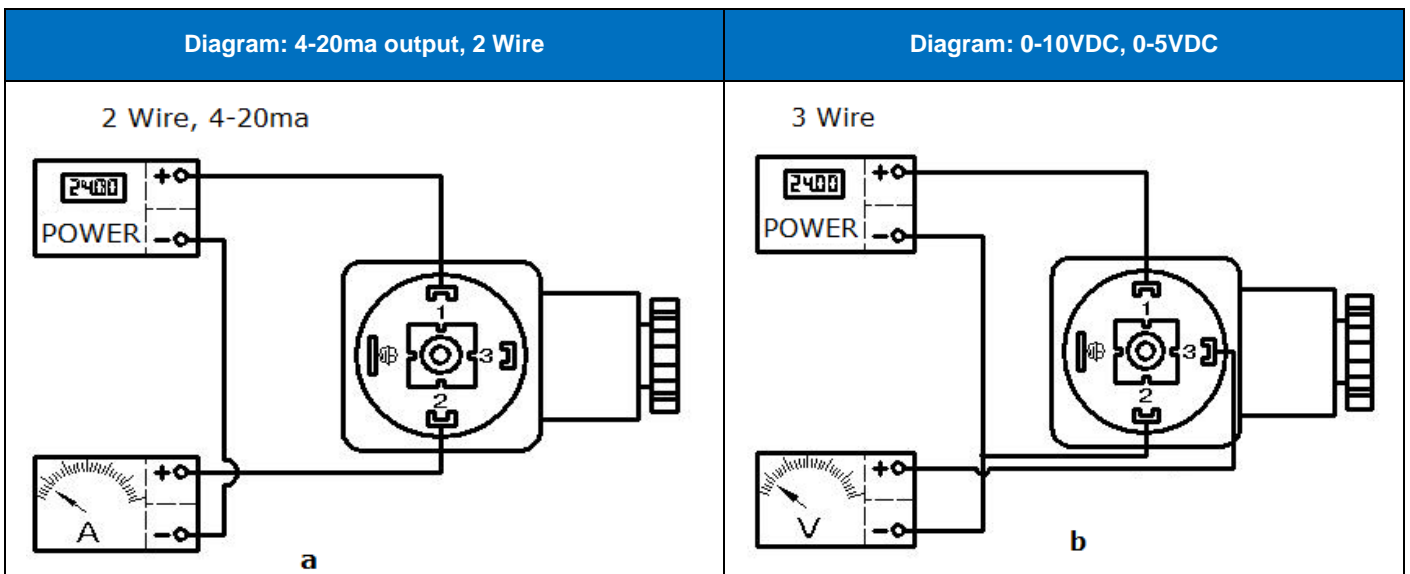 Diagram: 4-20ma output, 2 Wire
Diagram: 0-10VDC, 0-5VDC
2 Wire, 4-20ma
24.00
+
POWER
-
1
3
2
+
A
-
a
3 Wire
24.00
+
POWER
-
1
3
2
+
V
-
b